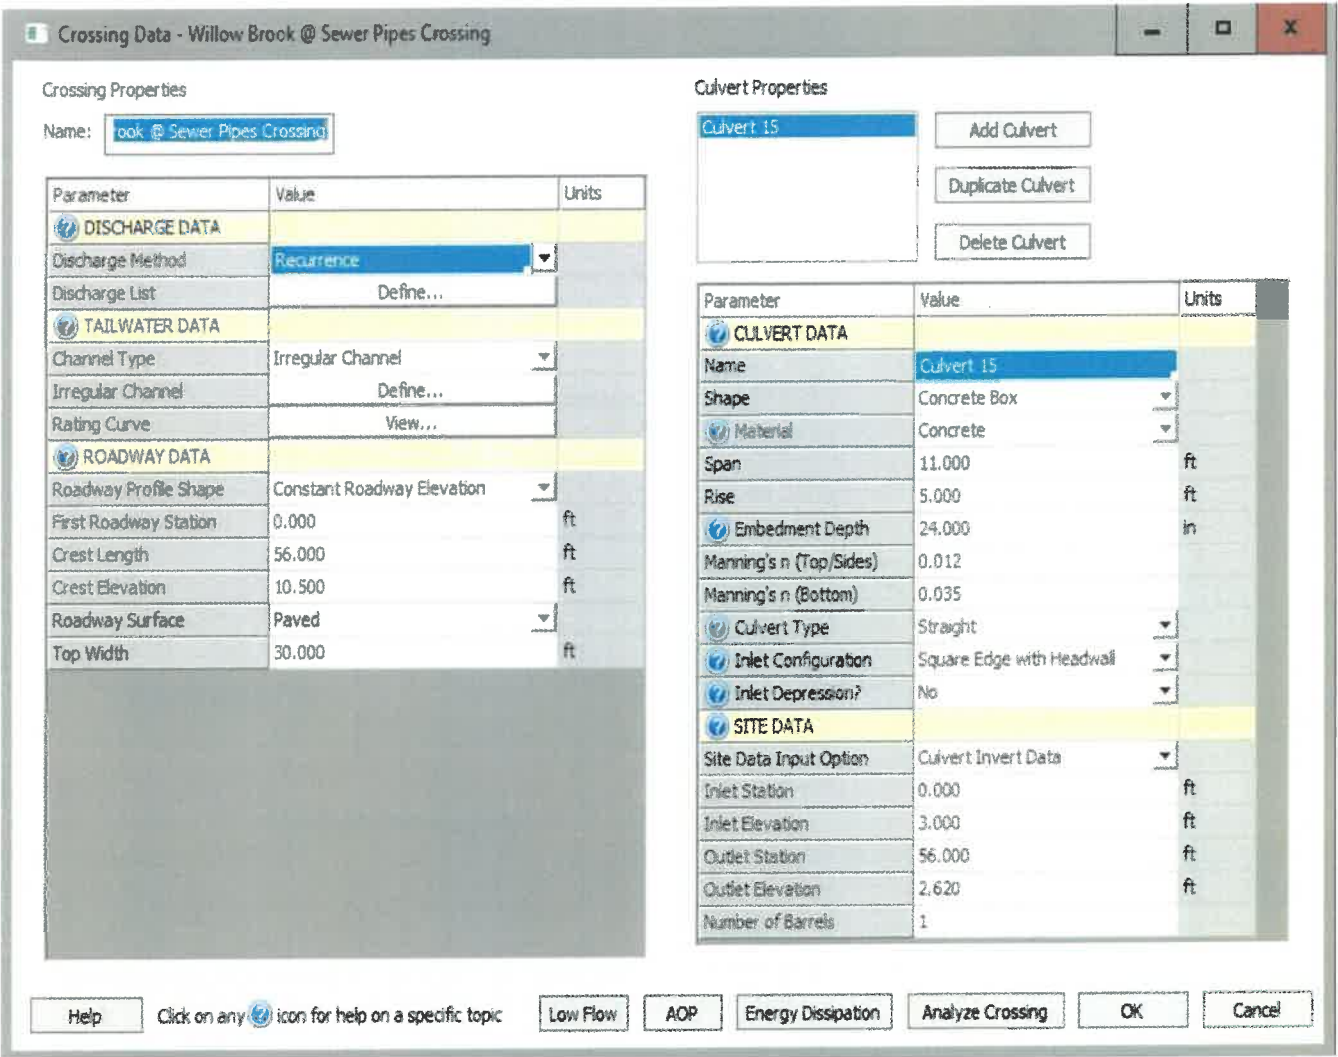 Crossing Data - Willow Brook @ Sewer Pipes Crossing
X
Crossing Properties
Name: ook @ Sewer Pipes Crossing
Parameter Value Units
DISCHARGE DATA
Discharge Method Recurrence
Discharge List Define...
TAILWATER DATA
Channel Type Irregular Channel
Irregular Channel Define...
Rating Curve View...
ROADWAY DATA
Roadway Profile Shape Constant Roadway Elevation
First Roadway Station 0.000 ft
Crest Length 56.000 ft
Crest Elevation 10.500 ft
Roadway Surface Paved
Top Width 30.000 ft
Culvert Properties
Culvert 15
Add Culvert
Duplicate Culvert
Delete Culvert
Parameter Value Units
CULVERT DATA
Name Culvert 15
Shape Concrete Box
Material Concrete
Span 11.000 ft
Rise 5.000 ft
Embedment Depth 24.000 in
Manning's n (Top/Sides) 0.012
Manning's n (Bottom) 0.035
Culvert Type Straight
Inlet Configuration Square Edge with Headwall
Inlet Depression? No
SITE DATA
Site Data Input Option Culvert Invert Data
Inlet Station 0.000 ft
Inlet Elevation 3.000 ft
Outlet Station 56.000 ft
Outlet Elevation 2.620 ft
Number of Barrels 1
Help Click on any ? icon for help on a specific topic Low Flow AOP Energy Dissipation Analyze Crossing OK Cancel